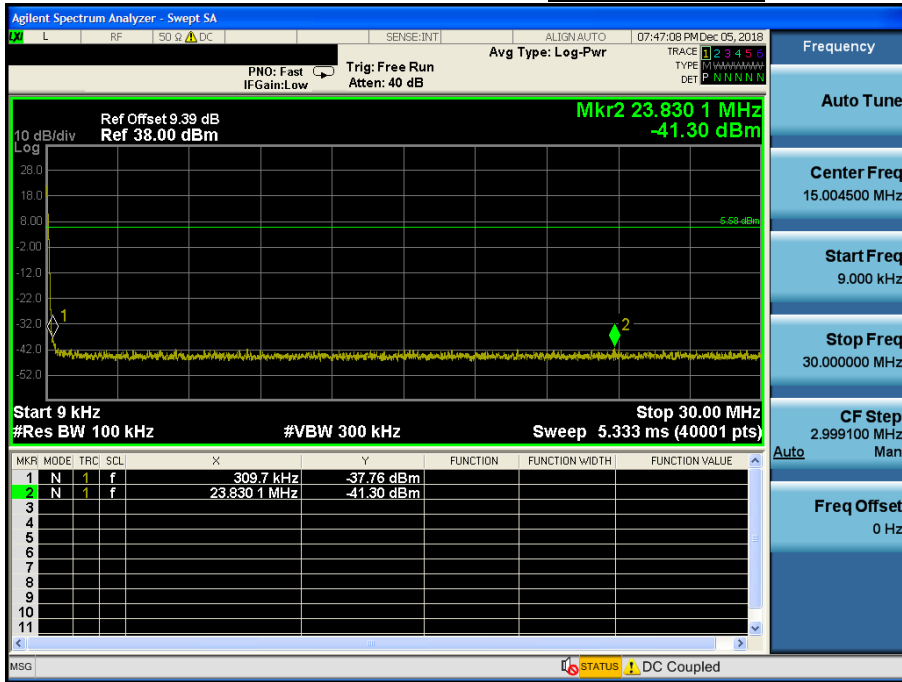 Agilent Spectrum Analyzer - Swept SA
LXI L RF 50 Ω DC SENSE:INT ALIGN AUTO 07:47:08 PM Dec 05, 2018
PNO: Fast Trig: Free Run Avg Type: Log-Pwr TRACE 1 2 3 4 5 6
IFGain:Low Atten: 40 dB TYPE M WWWWW
DET P N N N N N
Frequency
Auto Tune
Center Freq
15.004500 MHz
Start Freq
9.000 kHz
Stop Freq
30.000000 MHz
CF Step
2.999100 MHz
Auto Man
Freq Offset
0 Hz
Mkr2 23.830 1 MHz
-41.30 dBm
Ref Offset 9.39 dB
10 dB/div Ref 38.00 dBm
Log
28.0
18.0
8.00
5.58 dBm
-2.00
-12.0
-22.0
-32.0
1
2
-42.0
-52.0
Start 9 kHz Stop 30.00 MHz
#Res BW 100 kHz #VBW 300 kHz Sweep 5.333 ms (40001 pts)
MKR MODE TRC SCL X Y FUNCTION FUNCTION WIDTH FUNCTION VALUE
1 N 1 f 309.7 kHz -37.76 dBm
2 N 1 f 23.830 1 MHz -41.30 dBm
3
4
5
6
7
8
9
10
11
MSG STATUS DC Coupled